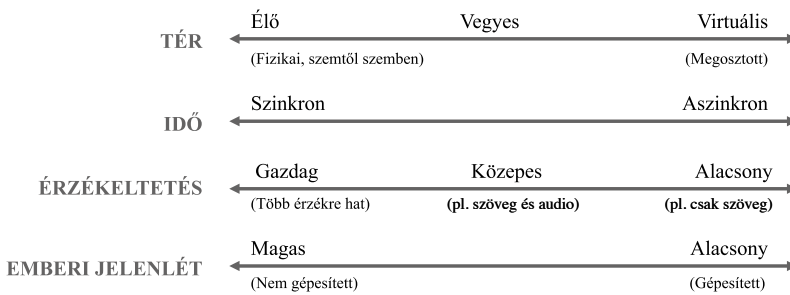 Élő Vegyes Virtuális
TÉR
(Fizikai, szemtől szemben) (Megosztott)
Szinkron Aszinkron
IDŐ
Gazdag Közepes Alacsony
ÉRZÉKELTETÉS
(Több érzékre hat) (pl. szöveg és audio) (pl. csak szöveg)
Magas Alacsony
EMBERI JELENLÉT
(Nem gépesített) (Gépesített)